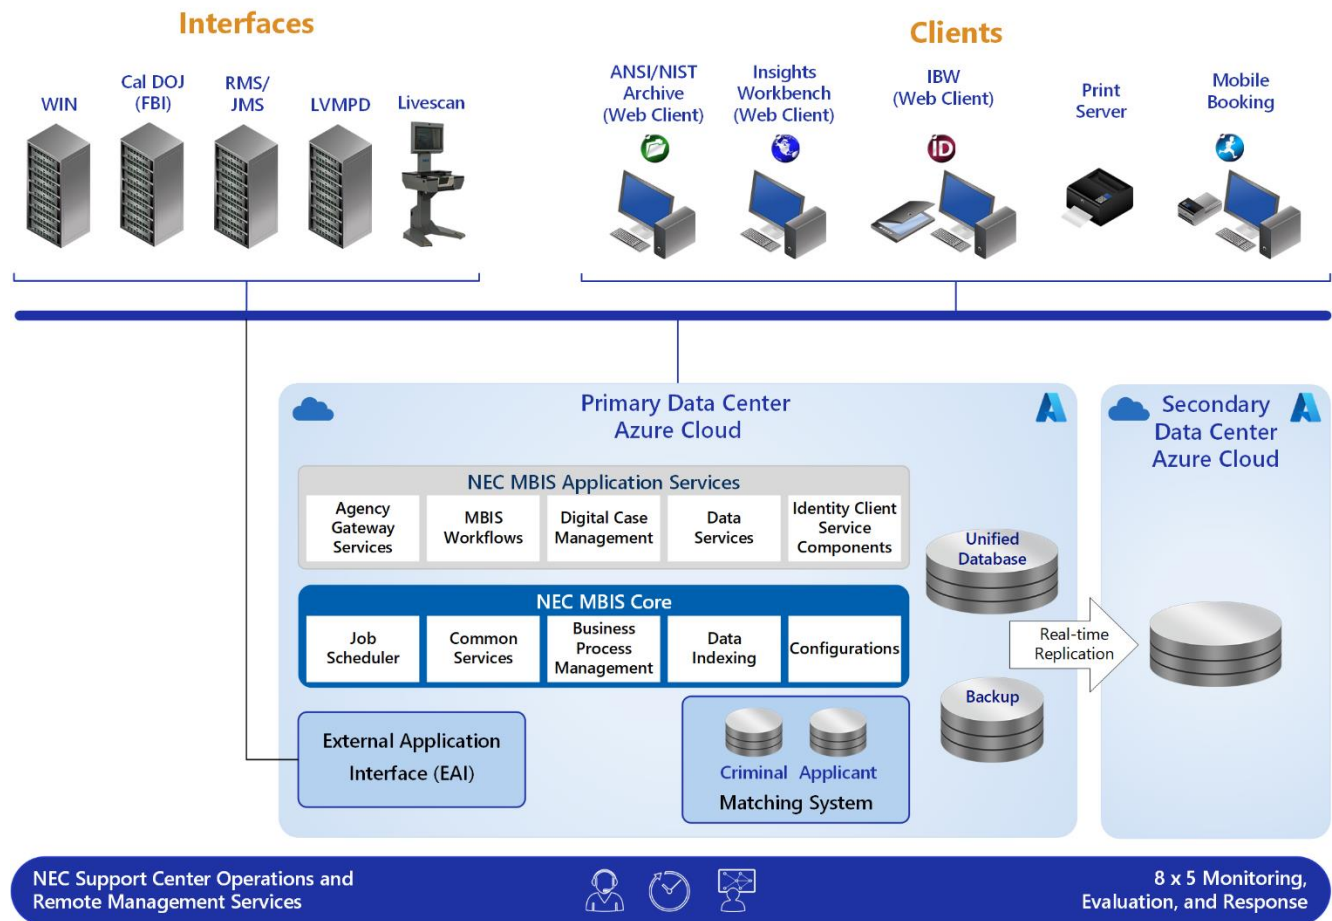 Interfaces
Clients
WIN
Cal DOJ
(FBI)
RMS/
JMS
LVMPD
Livescan
ANSI/NIST
Archive
(Web Client)
Insights
Workbench
(Web Client)
IBW
(Web Client)
Print
Server
Mobile
Booking
iD
Primary Data Center
Azure Cloud
Secondary
Data Center
Azure Cloud
NEC MBIS Application Services
Agency
Gateway
Services
MBIS
Workflows
Digital Case
Management
Data
Services
Identity Client
Service
Components
NEC MBIS Core
Job
Scheduler
Common
Services
Business
Process
Management
Data
Indexing
Configurations
Unified
Database
Real-time
Replication
Backup
External Application
Interface (EAI)
Criminal
Applicant
Matching System
NEC Support Center Operations and
Remote Management Services
8 x 5 Monitoring,
Evaluation, and Response